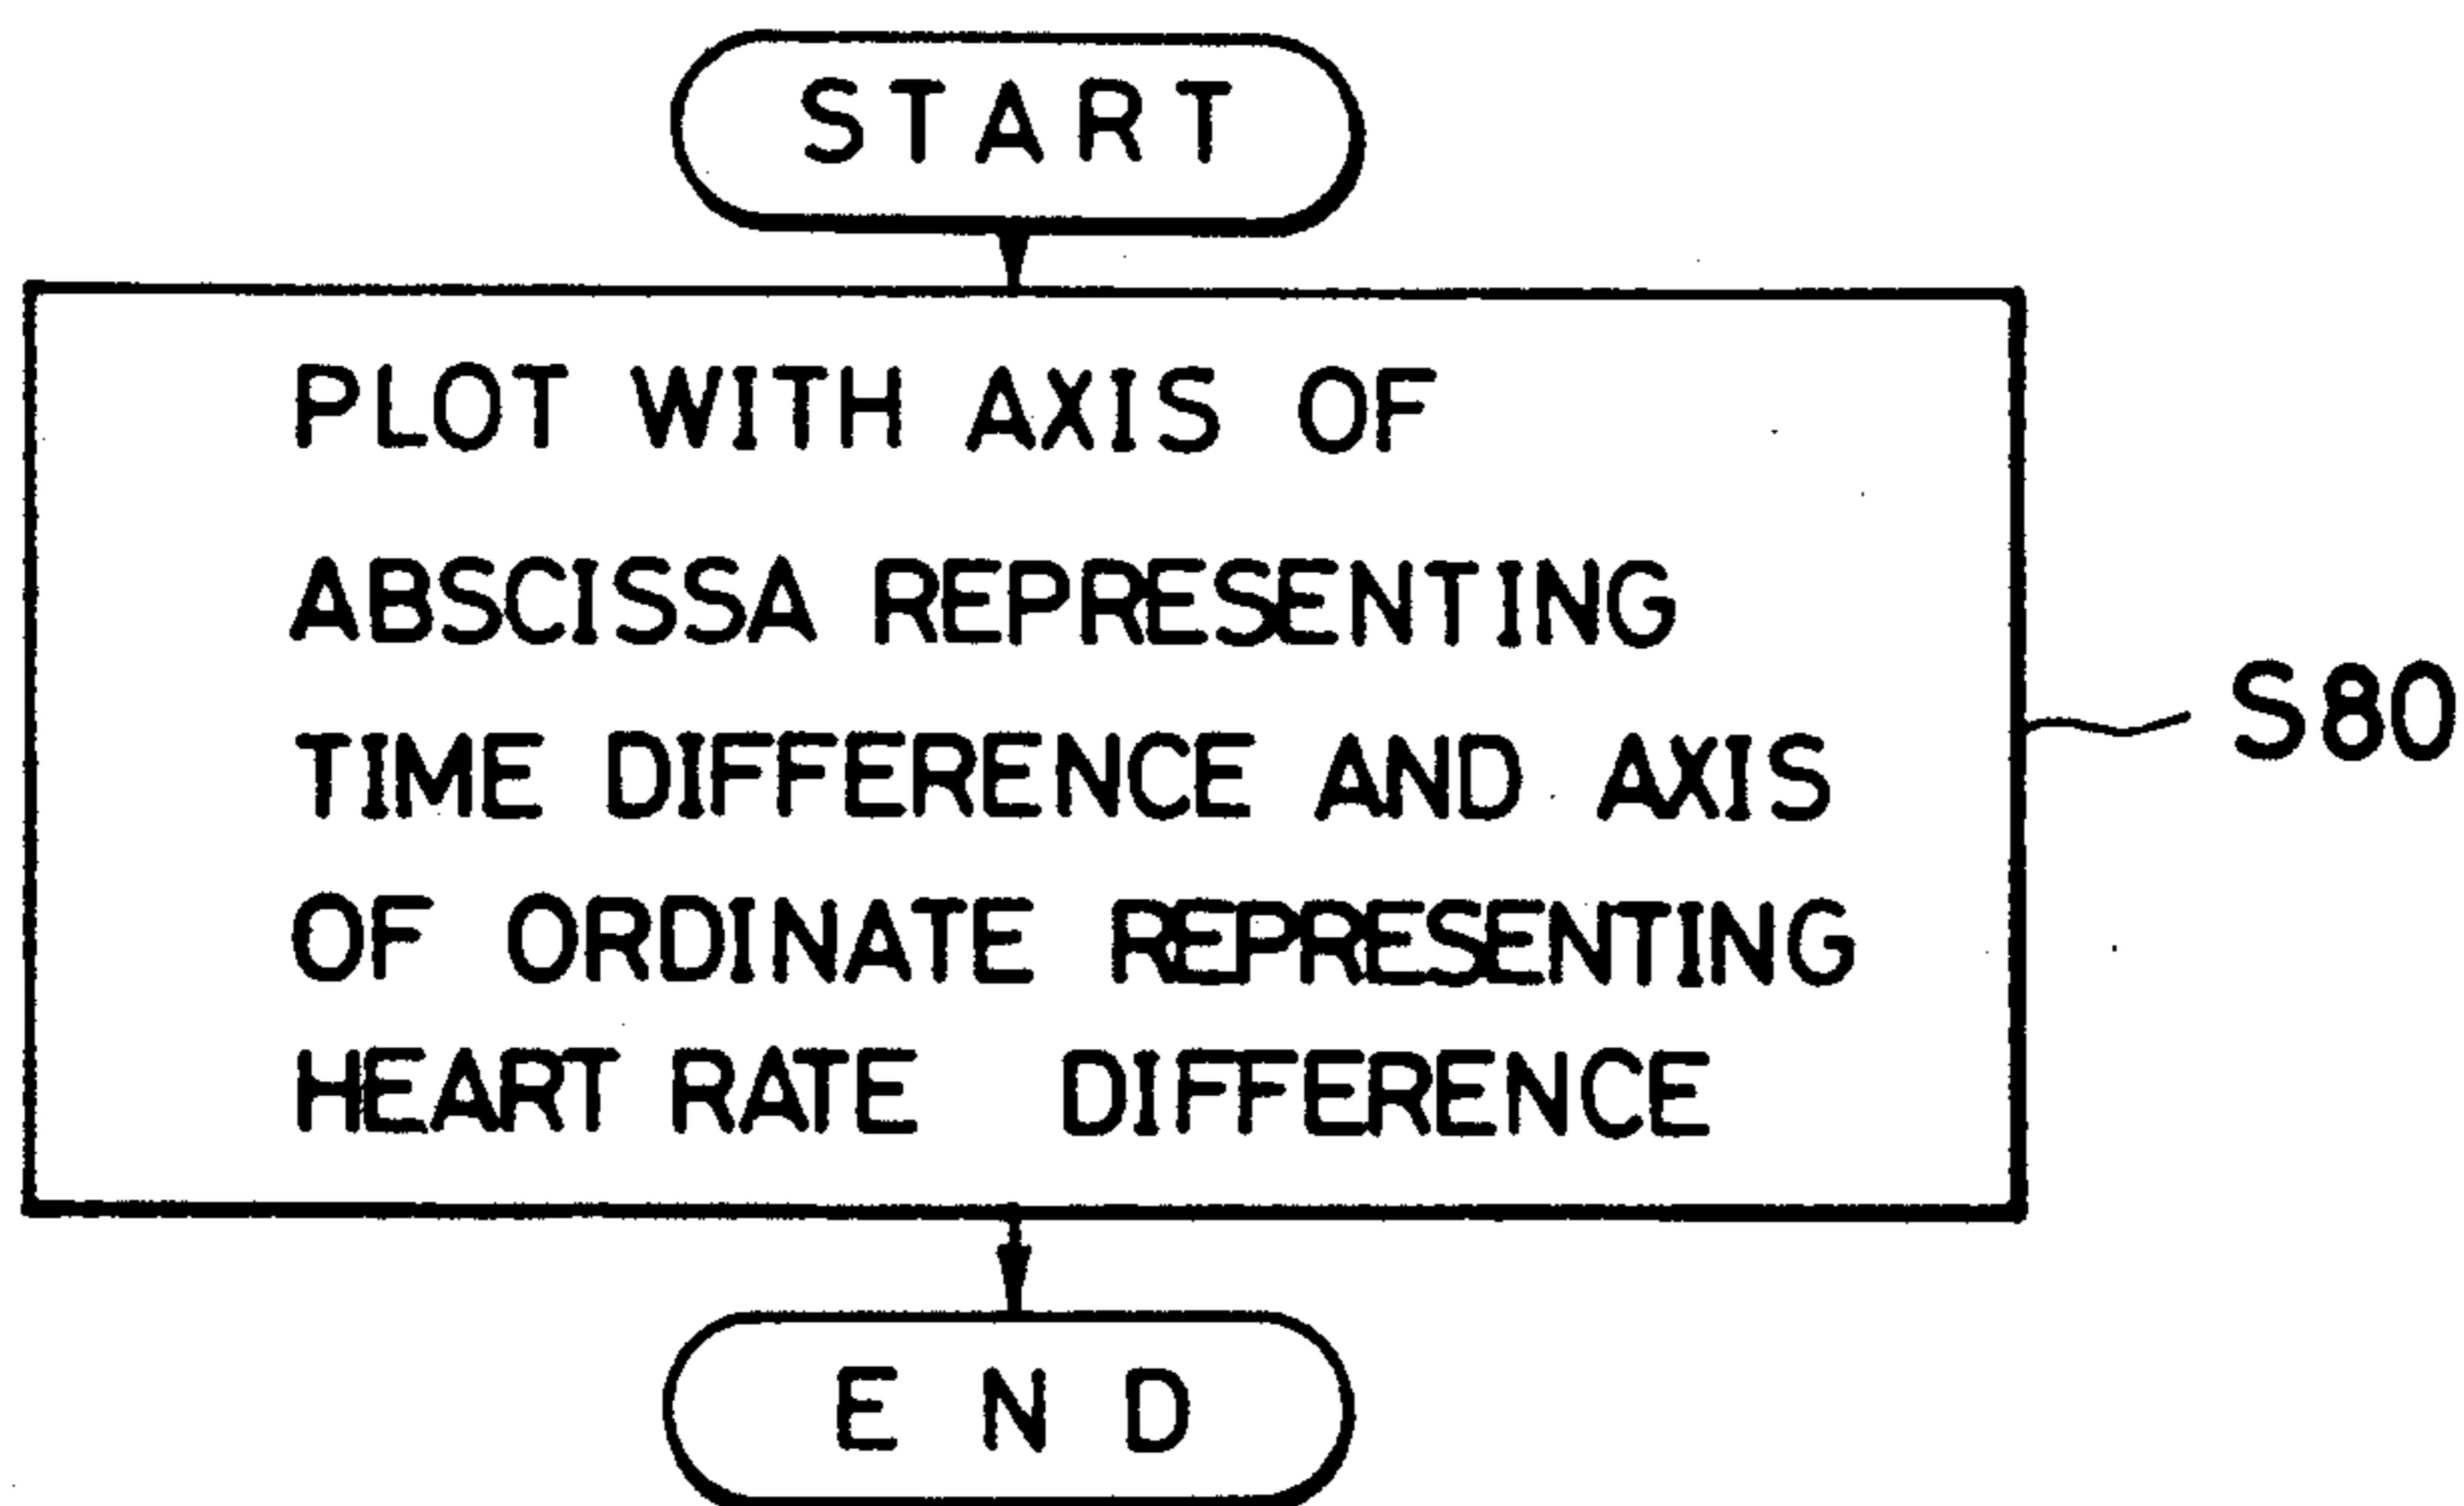 START
PLOT WITH AXIS OF
ABSCISSA REPRESENTING
TIME DIFFERENCE AND AXIS
OF ORDINATE REPRESENTING
HEART RATE DIFFERENCE
S80
END